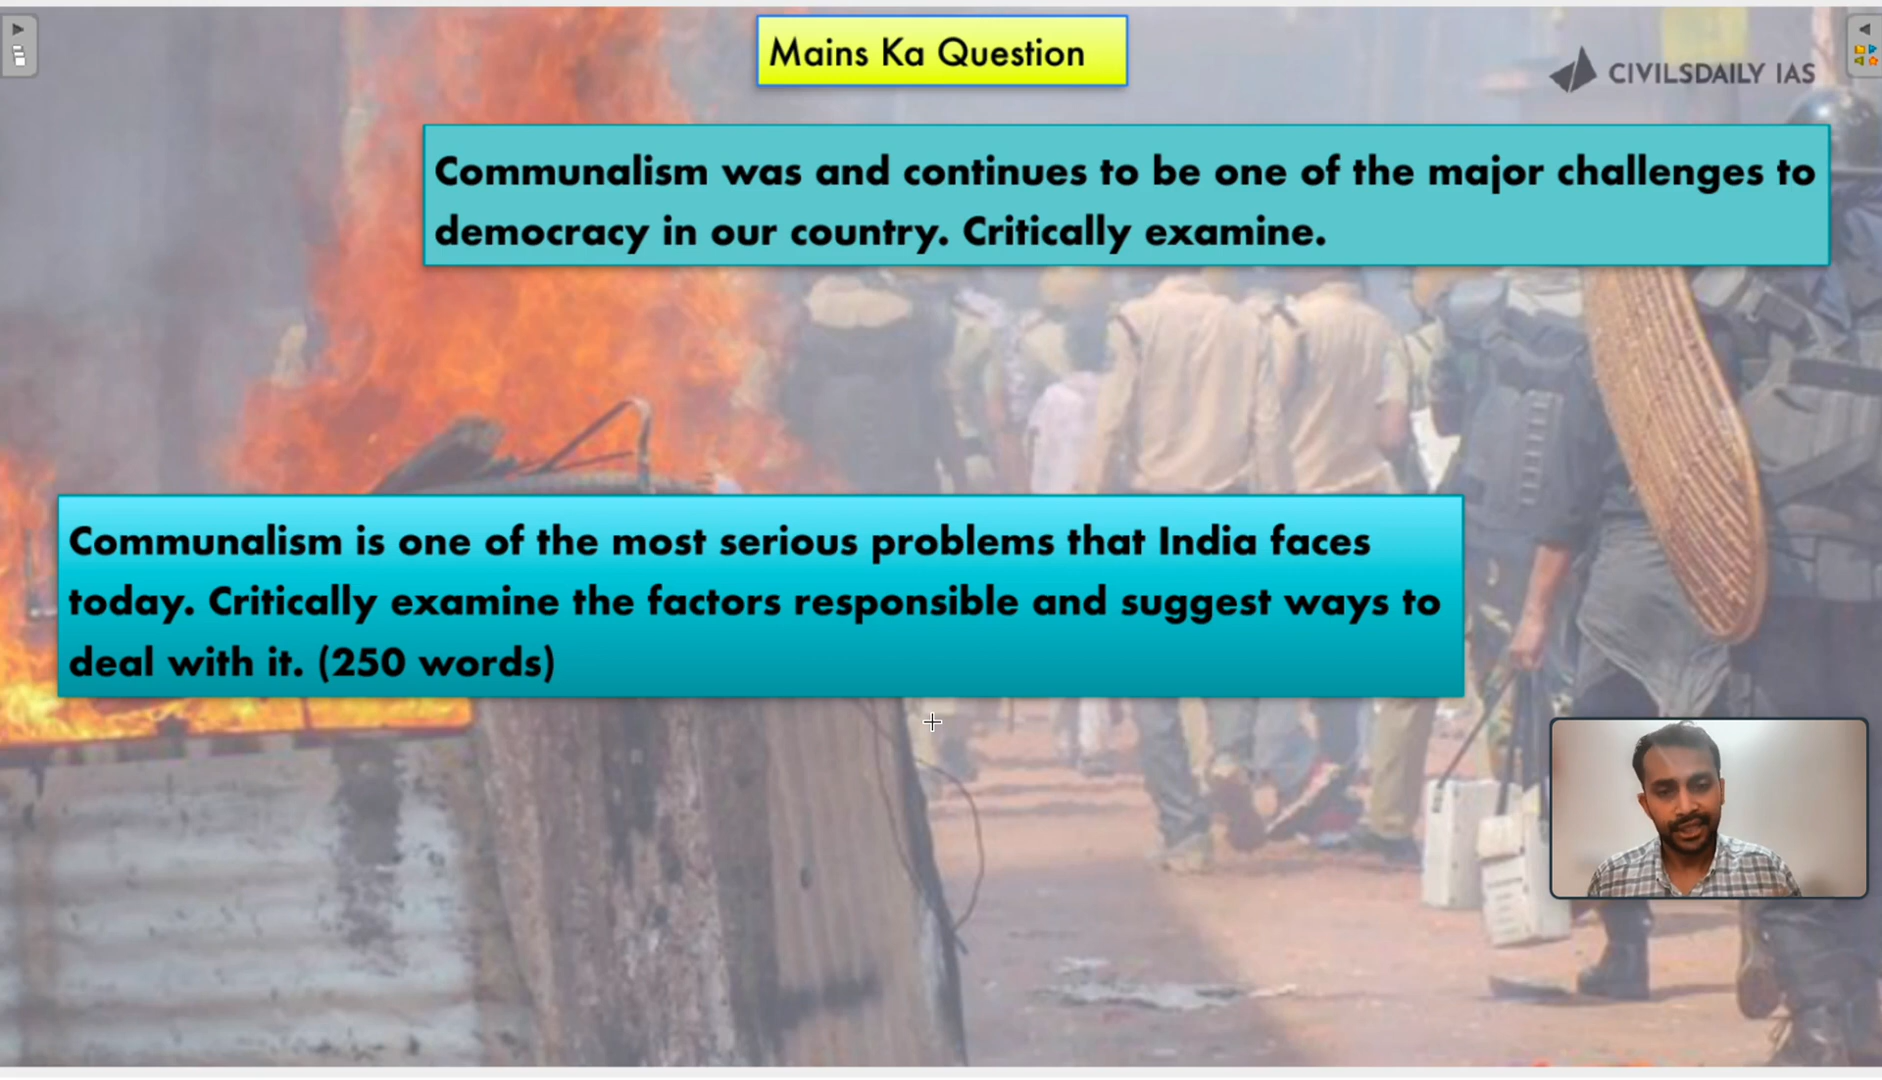 Mains Ka Question
CIVILSDAILY IAS
Communalism was and continues to be one of the major challenges to
democracy in our country. Critically examine.
Communalism is one of the most serious problems that India faces
today. Critically examine the factors responsible and suggest ways to
deal with it. (250 words)